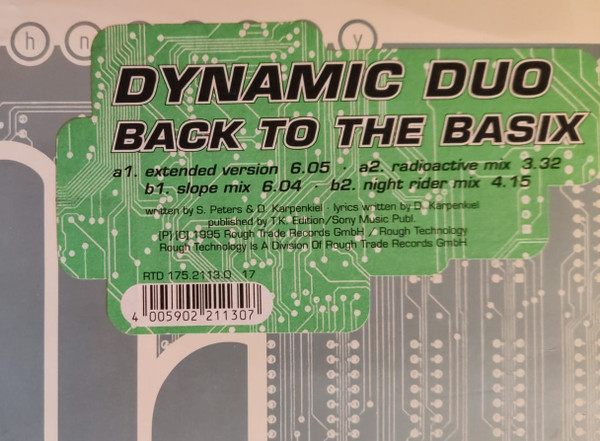 h n y
DYNAMIC DUO
BACK TO THE BASIX
a1. extended version 6.05 · a2. radioactive mix 3.32
b1. slope mix 6.04 · b2. night rider mix 4.15
written by S. Peters & D. Karpenkiel · lyrics written by D. Karpenkiel
published by T.K. Edition/Sony Music Publ.
(P) (C) 1995 Rough Trade Records GmbH / Rough Technology
Rough Technology Is A Division Of Rough Trade Records GmbH
RTD 175.2113.0 17
4 005902 211307